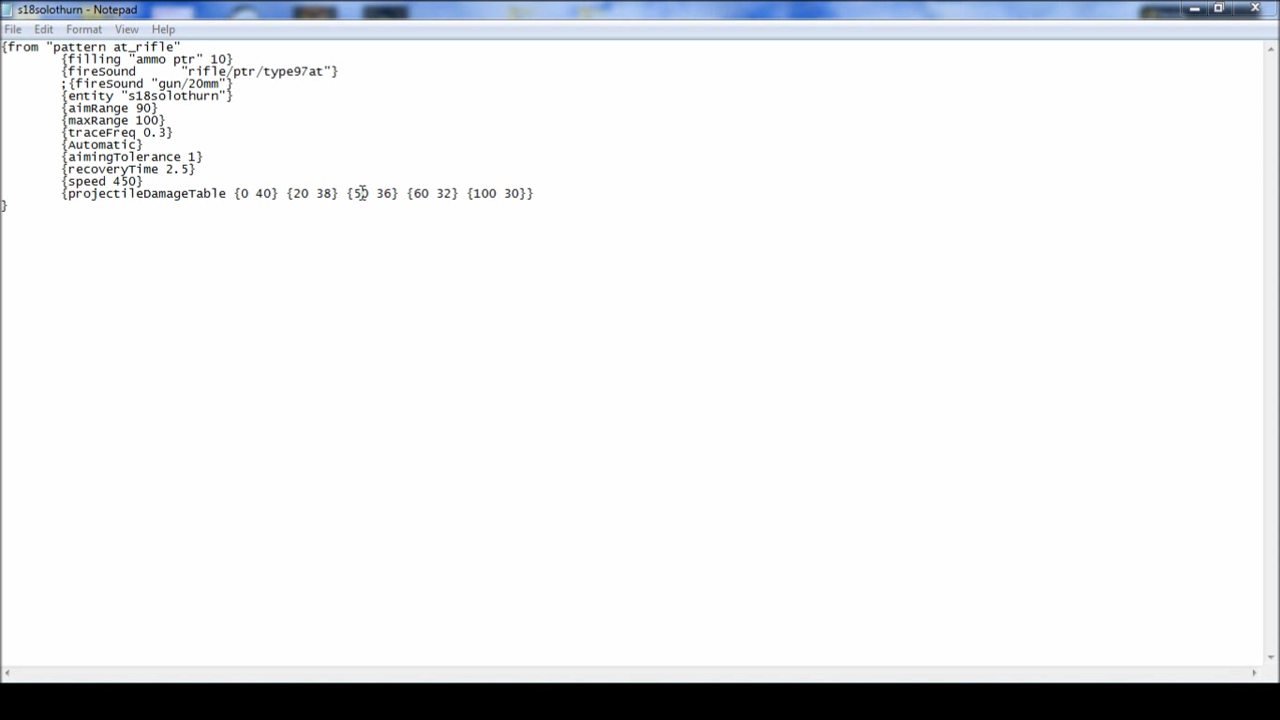 s18solothurn - Notepad
File Edit Format View Help
{from "pattern at_rifle"
{filling "ammo ptr" 10}
{fireSound "rifle/ptr/type97at"}
;{fireSound "gun/20mm"}
{entity "s18solothurn"}
{aimRange 90}
{maxRange 100}
{traceFreq 0.3}
{Automatic}
{aimingTolerance 1}
{recoveryTime 2.5}
{speed 450}
{projectileDamageTable {0 40} {20 38} {50 36} {60 32} {100 30}}
}